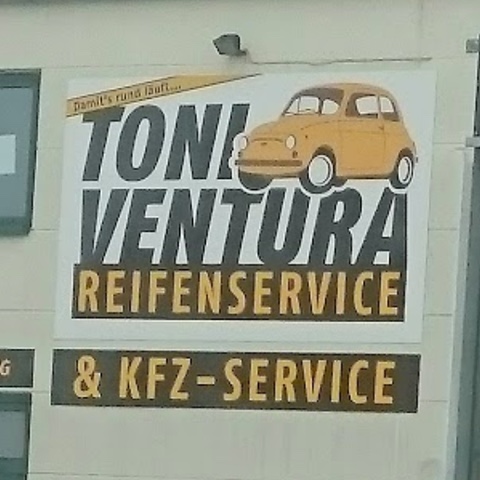 Damit's rund läuft....
TONI
VENTURA
REIFENSERVICE
& KFZ-SERVICE
G